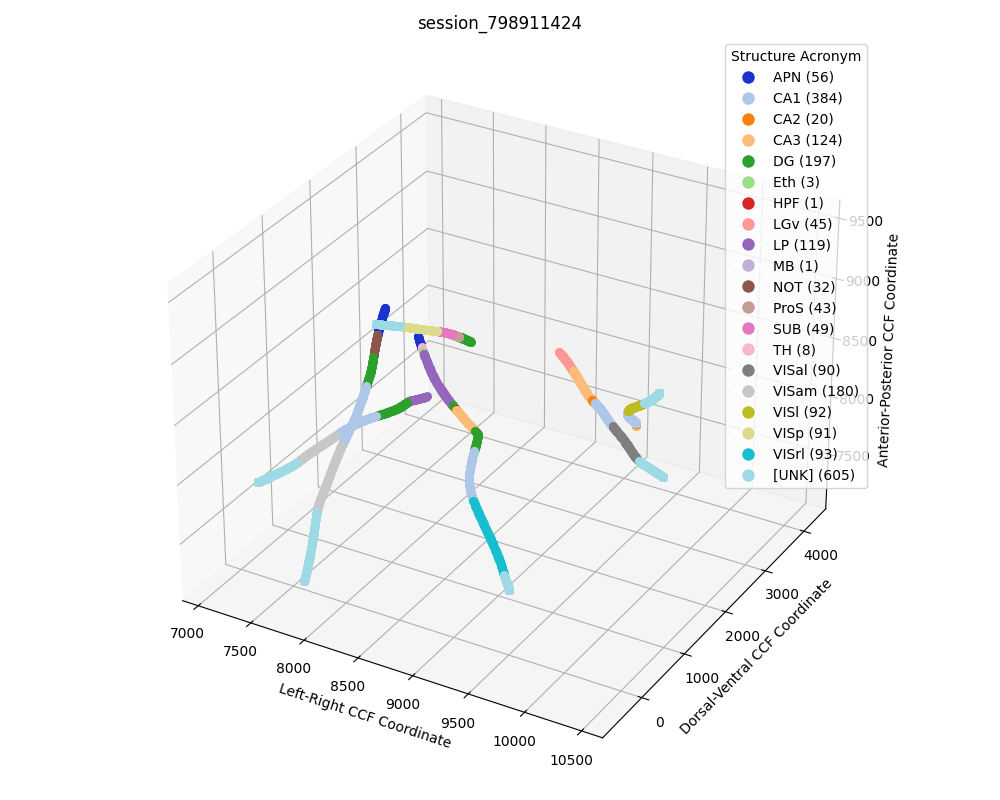 session_798911424
Structure Acronym
APN (56)
CA1 (384)
CA2 (20)
CA3 (124)
DG (197)
Eth (3)
HPF (1)
LGv (45)
LP (119)
MB (1)
NOT (32)
ProS (43)
SUB (49)
TH (8)
VISal (90)
VISam (180)
VISl (92)
VISp (91)
VISrl (93)
[UNK] (605)
9500
9000
8500
8000
7500
Anterior-Posterior CCF Coordinate
4000
3000
2000
1000
0
Dorsal-Ventral CCF Coordinate
7000
7500
8000
8500
9000
9500
10000
10500
Left-Right CCF Coordinate